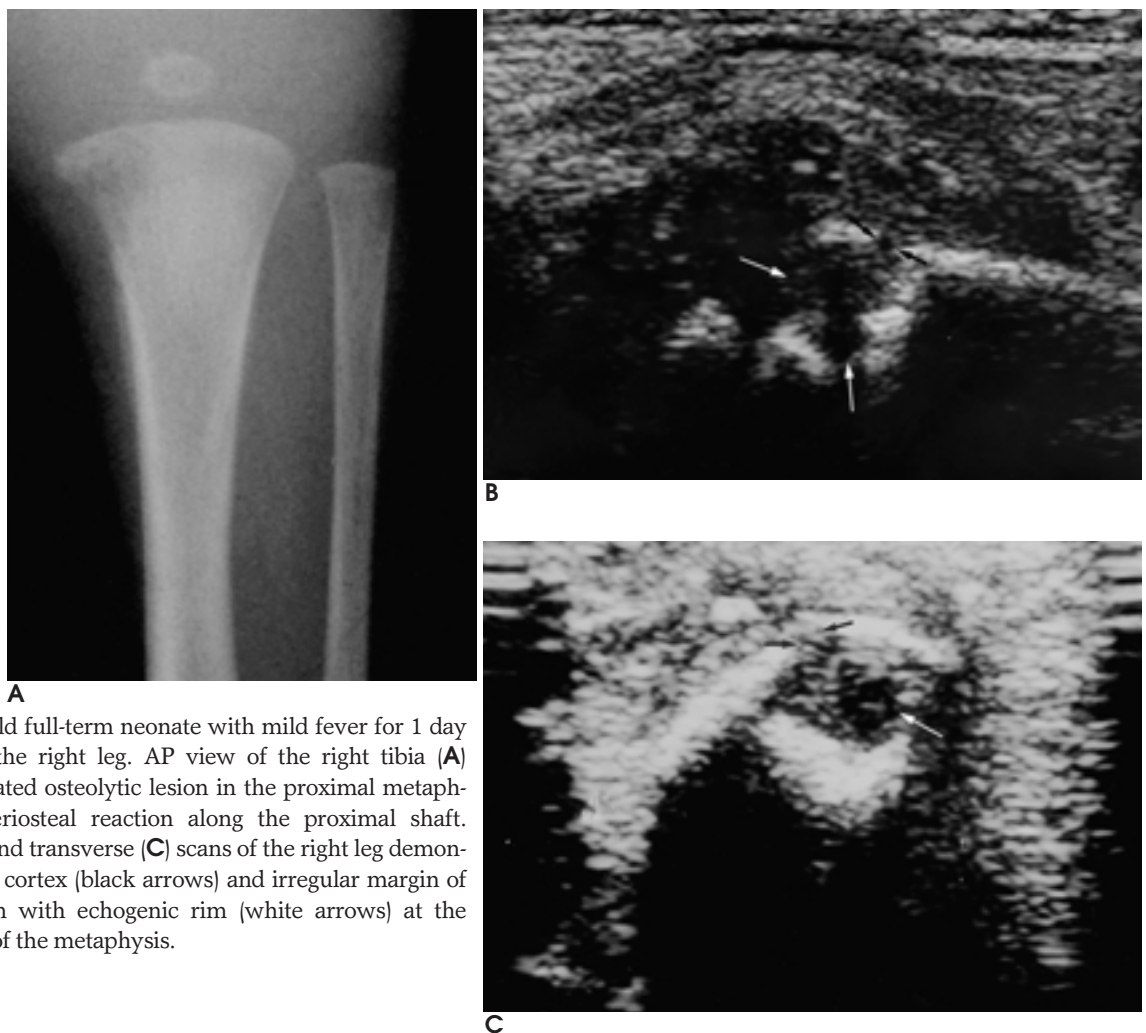 A
B
C
ld full-term neonate with mild fever for 1 day
the right leg. AP view of the right tibia (A)
ated osteolytic lesion in the proximal metaph-
eriosteal reaction along the proximal shaft.
nd transverse (C) scans of the right leg demon-
cortex (black arrows) and irregular margin of
n with echogenic rim (white arrows) at the
of the metaphysis.